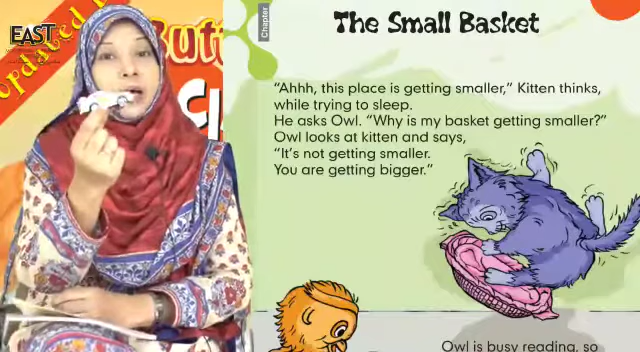 EAST
Updated
Butt
Chapter
The Small Basket
“Ahhh, this place is getting smaller,” Kitten thinks,
while trying to sleep.
He asks Owl. “Why is my basket getting smaller?”
Owl looks at kitten and says,
“It’s not getting smaller.
You are getting bigger.”
Owl is busy reading, so